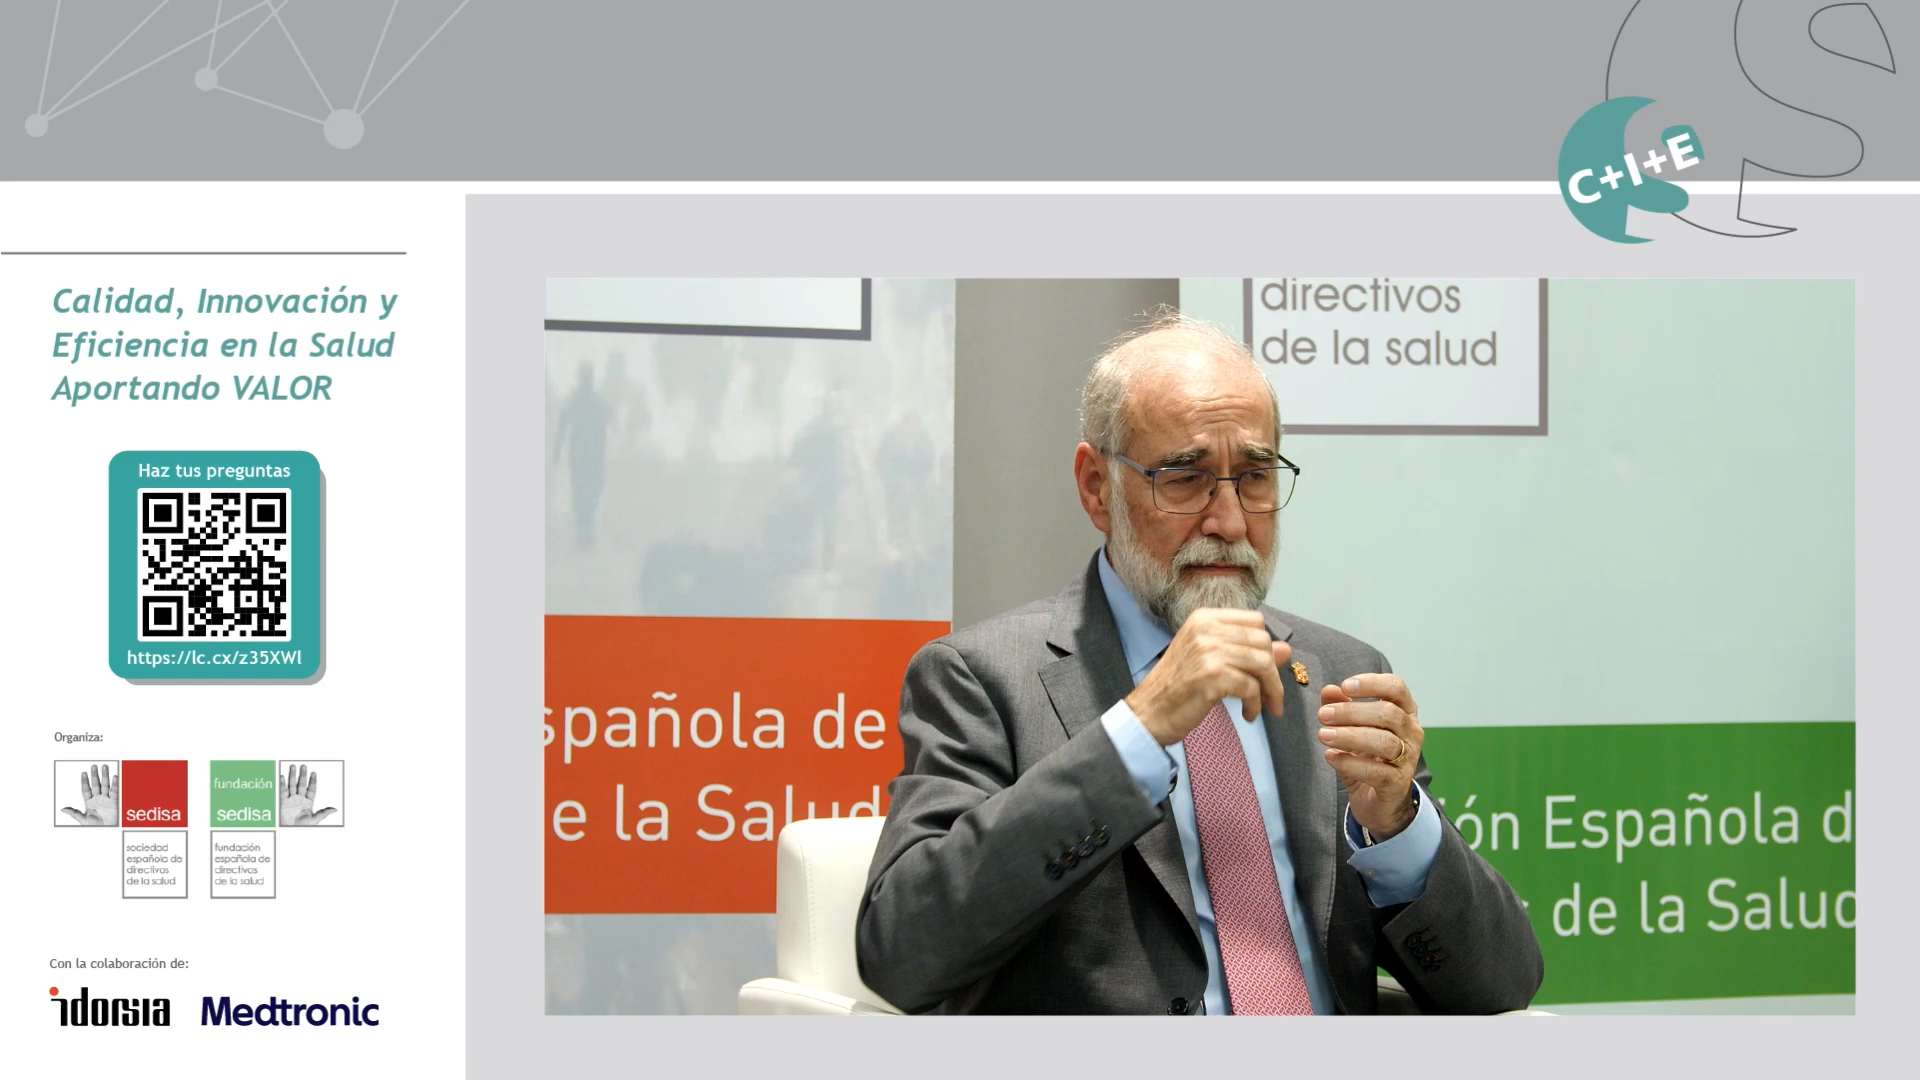 C+I+E
Calidad, Innovación y
Eficiencia en la Salud
Aportando VALOR
Haz tus preguntas
https://lc.cx/z35XWl
Organiza:
sedisa
sociedad
española de
directivos
de la salud
fundación
sedisa
fundación
española de
directivos
de la salud
Con la colaboración de:
idorsia
Medtronic
directivos
de la salud
spañola de
e la Salud
ón Española d
de la Salud